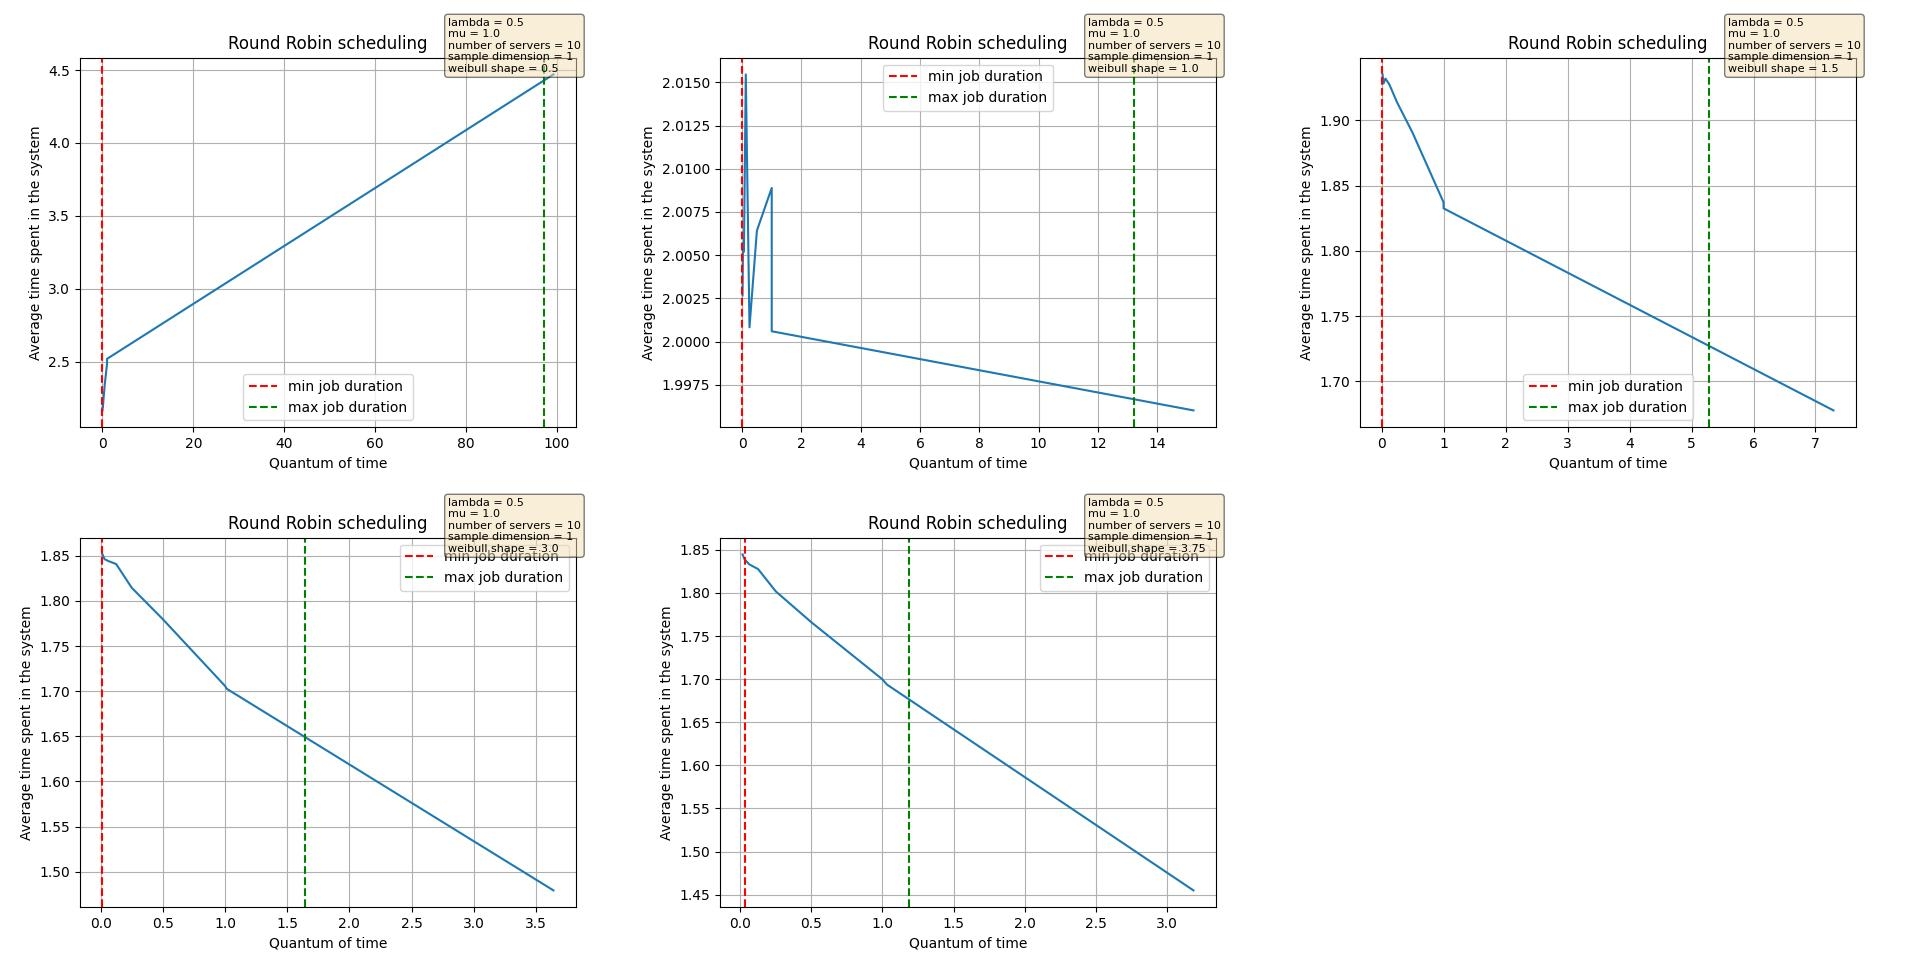 lambda = 0.5
mu = 1.0
number of servers = 10
sample dimension = 1
weibull shape = 0.5
Round Robin scheduling
4.5
4.0
3.5
3.0
2.5
Average time spent in the system
min job duration
max job duration
0 20 40 60 80 100
Quantum of time
lambda = 0.5
mu = 1.0
number of servers = 10
sample dimension = 1
weibull shape = 1.0
Round Robin scheduling
min job duration
max job duration
2.0150
2.0125
2.0100
2.0075
2.0050
2.0025
2.0000
1.9975
Average time spent in the system
0 2 4 6 8 10 12 14
Quantum of time
lambda = 0.5
mu = 1.0
number of servers = 10
sample dimension = 1
weibull shape = 1.5
Round Robin scheduling
1.90
1.85
1.80
1.75
1.70
Average time spent in the system
min job duration
max job duration
0 1 2 3 4 5 6 7
Quantum of time
lambda = 0.5
mu = 1.0
number of servers = 10
sample dimension = 1
weibull shape = 3.0
Round Robin scheduling
min job duration
max job duration
1.85
1.80
1.75
1.70
1.65
1.60
1.55
1.50
Average time spent in the system
0.0 0.5 1.0 1.5 2.0 2.5 3.0 3.5
Quantum of time
lambda = 0.5
mu = 1.0
number of servers = 10
sample dimension = 1
weibull shape = 3.75
Round Robin scheduling
min job duration
max job duration
1.85
1.80
1.75
1.70
1.65
1.60
1.55
1.50
1.45
Average time spent in the system
0.0 0.5 1.0 1.5 2.0 2.5 3.0
Quantum of time